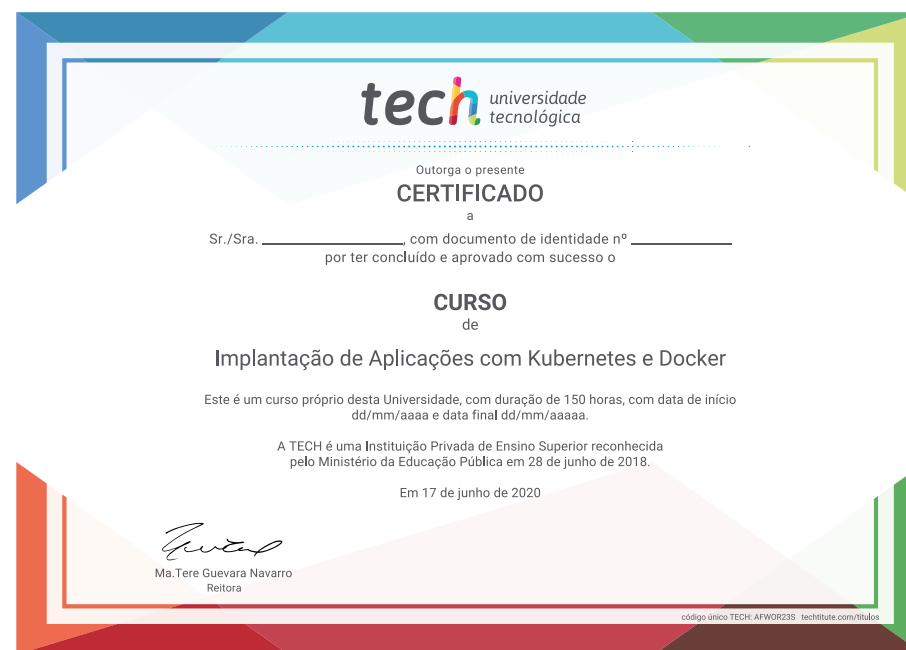 tech universidade
tecnológica
Outorga o presente
CERTIFICADO
a
Sr./Sra. ________________, com documento de identidade nº ____________
por ter concluído e aprovado com sucesso o
CURSO
de
Implantação de Aplicações com Kubernetes e Docker
Este é um curso próprio desta Universidade, com duração de 150 horas, com data de início
dd/mm/aaaa e data final dd/mm/aaaaa.
A TECH é uma Instituição Privada de Ensino Superior reconhecida
pelo Ministério da Educação Pública em 28 de junho de 2018.
Em 17 de junho de 2020
Ma.Tere Guevara Navarro
Reitora
código único TECH: AFWOR23S techtitute.com/titulos